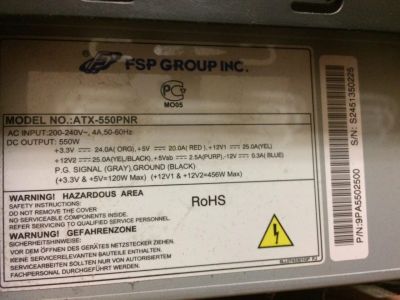 FSP GROUP INC.
MO05
MODEL NO.:ATX-550PNR
AC INPUT:200-240V~, 4A,50-60Hz
DC OUTPUT: 550W
+3.3V = 24.0A( ORG), +5V = 20.0A( RED ), +12V1 = 25.0A(YEL)
+12V2 = 25.0A(YEL/BLACK), +5Vsb = 2.5A(PURP),-12V = 0.3A( BLUE)
P.G. SIGNAL (GRAY),GROUND (BLACK)
(+3.3V & +5V=120W Max) (+12V1 & +12V2=456W Max)
WARNING! HAZARDOUS AREA
SAFETY INSTRUCTIONS:
DO NOT REMOVE THE COVER.
NO SERVICEABLE COMPONENTS INSIDE.
REFER SERVICING TO QUALIFIED SERVICE PERSONNEL.
WARNUNG! GEFAHRENZONE
SICHERHEITSHINWEISE:
VOR DEM ÖFFNEN DES GERÄTES NETZSTECKER ZIEHEN.
KEINE SERVICERELEVANTEN BAUTEILE ENTHALTEN.
SERVICEARBEITEN SOLLTEN NUR VON AUTORISIERTEM
FACHPERSONAL DURCHGEFÜHRT WERDEN.
RoHS
P/N:9PA5502500
S/N: S2451350225